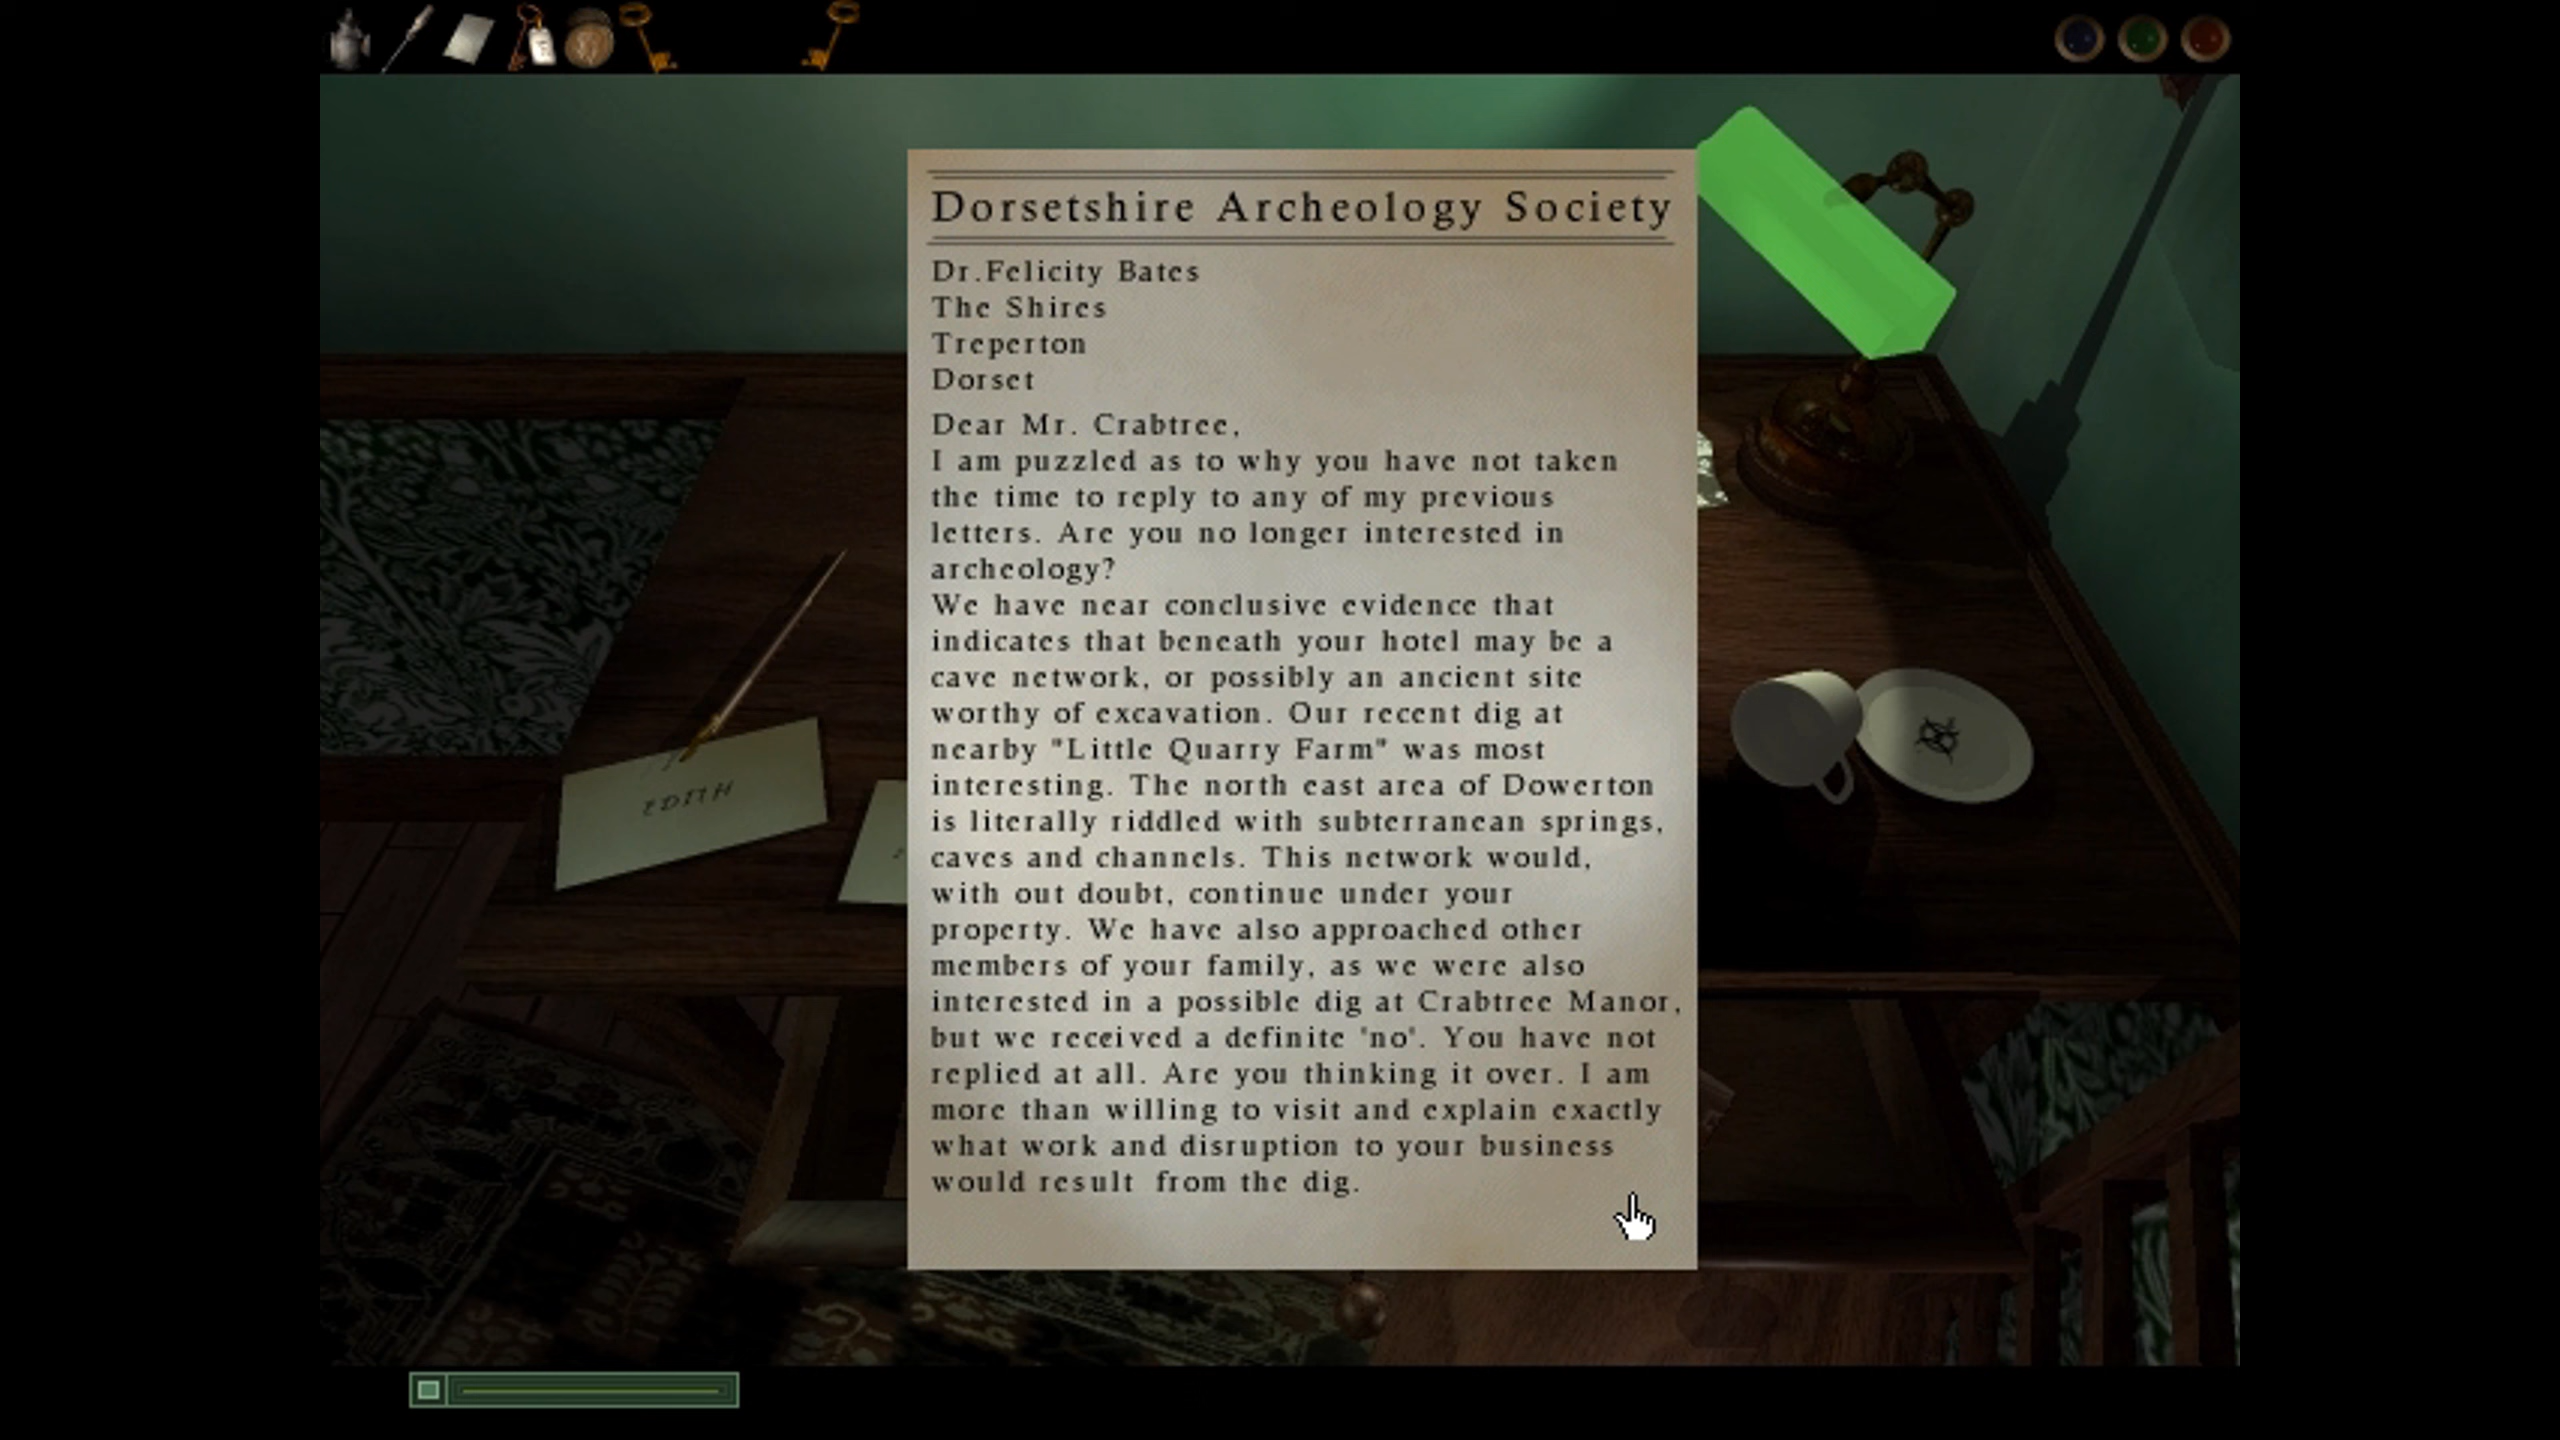 Dorsetshire Archeology Society
Dr.Felicity Bates
The Shires
Treperton
Dorset
Dear Mr. Crabtree,
I am puzzled as to why you have not taken
the time to reply to any of my previous
letters. Are you no longer interested in
archeology?
We have near conclusive evidence that
indicates that beneath your hotel may be a
cave network, or possibly an ancient site
worthy of excavation. Our recent dig at
nearby "Little Quarry Farm" was most
interesting. The north east area of Dowerton
is literally riddled with subterranean springs,
caves and channels. This network would,
with out doubt, continue under your
property. We have also approached other
members of your family, as we were also
interested in a possible dig at Crabtree Manor,
but we received a definite 'no'. You have not
replied at all. Are you thinking it over. I am
more than willing to visit and explain exactly
what work and disruption to your business
would result from the dig.
EDITH